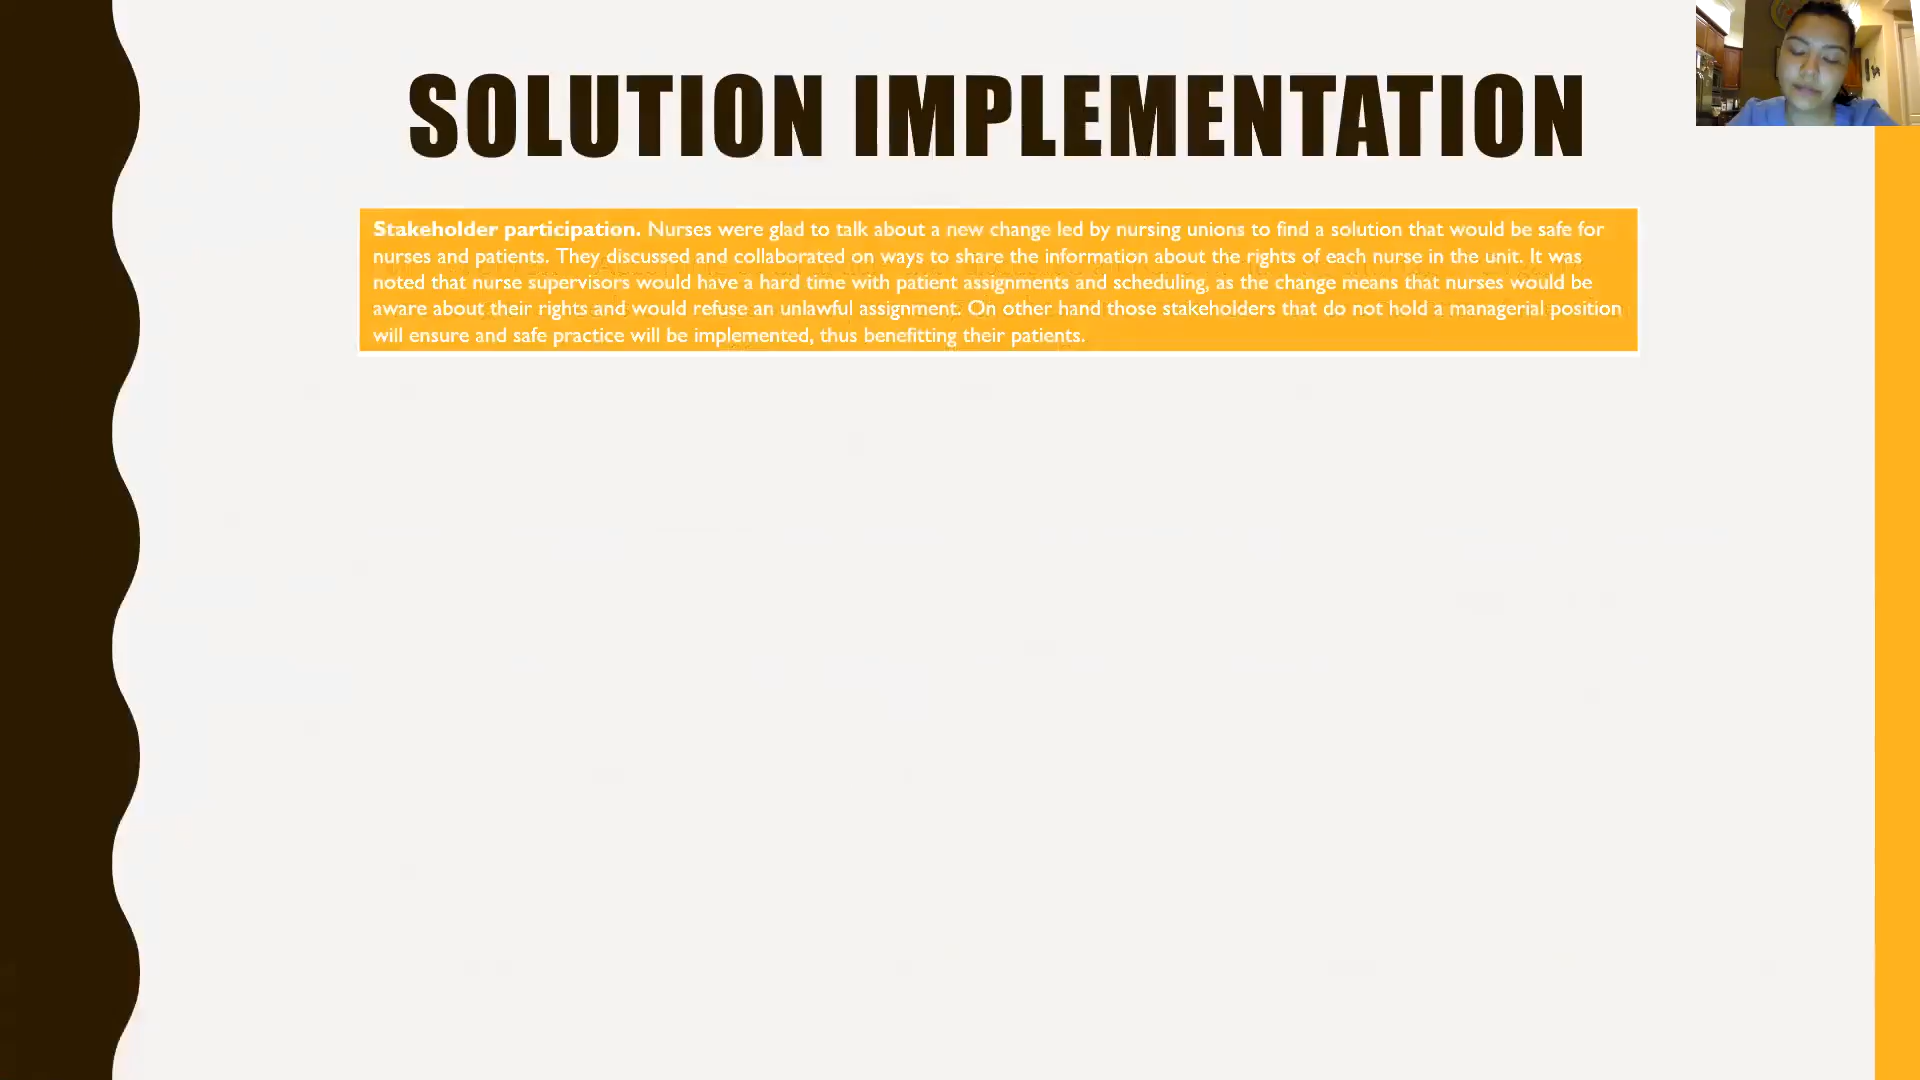 SOLUTION IMPLEMENTATION
Stakeholder participation. Nurses were glad to talk about a new change led by nursing unions to find a solution that would be safe for
nurses and patients. They discussed and collaborated on ways to share the information about the rights of each nurse in the unit. It was
noted that nurse supervisors would have a hard time with patient assignments and scheduling, as the change means that nurses would be
aware about their rights and would refuse an unlawful assignment. On other hand those stakeholders that do not hold a managerial position
will ensure and safe practice will be implemented, thus benefitting their patients.